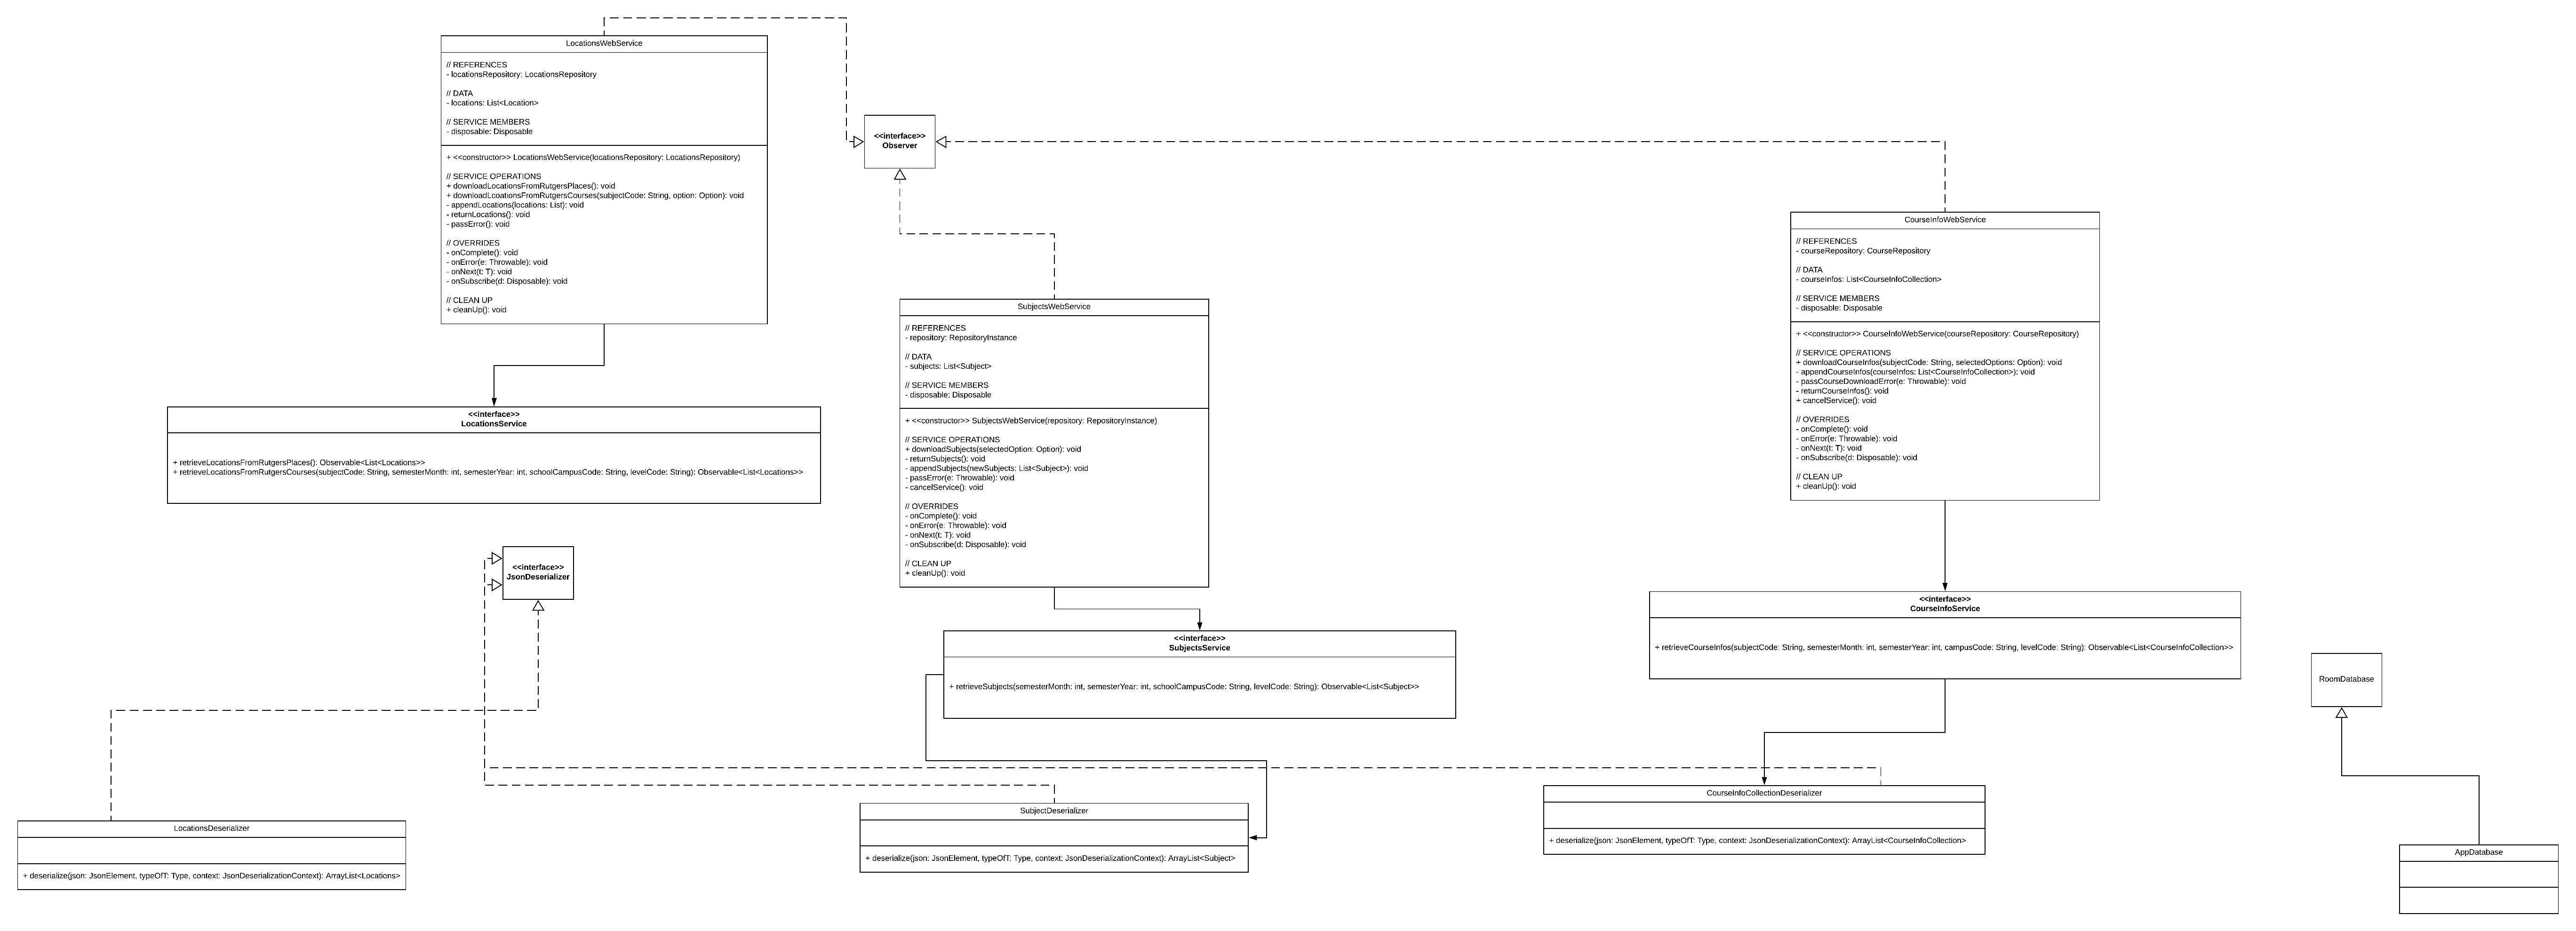 LocationsWebService
// REFERENCES
- locationsRepository: LocationsRepository
// DATA
- locations: List<Location>
// SERVICE MEMBERS
- disposable: Disposable
+ <<constructor>> LocationsWebService(locationsRepository: LocationsRepository)
// SERVICE OPERATIONS
+ downloadLocationsFromRutgersPlaces(): void
+ downloadLcoationsFromRutgersCourses(subjectCode: String, option: Option): void
- appendLocations(locations: List): void
- returnLocations(): void
- passError(): void
// OVERRIDES
- onComplete(): void
- onError(e: Throwable): void
- onNext(t: T): void
- onSubscribe(d: Disposable): void
// CLEAN UP
+ cleanUp(): void
<<interface>>
Observer
CourseInfoWebService
// REFERENCES
- courseRepository: CourseRepository
// DATA
- courseInfos: List<CourseInfoCollection>
// SERVICE MEMBERS
- disposable: Disposable
+ <<constructor>> CourseInfoWebService(courseRepository: CourseRepository)
// SERVICE OPERATIONS
+ downloadCourseInfos(subjectCode: String, selectedOptions: Option): void
- appendCourseInfos(courseInfos: List<CourseInfoCollection>): void
- passCourseDownloadError(e: Throwable): void
- returnCourseInfos(): void
+ cancelService(): void
// OVERRIDES
- onComplete(): void
- onError(e: Throwable): void
- onNext(t: T): void
- onSubscribe(d: Disposable): void
// CLEAN UP
+ cleanUp(): void
SubjectsWebService
// REFERENCES
- repository: RepositoryInstance
// DATA
- subjects: List<Subject>
// SERVICE MEMBERS
- disposable: Disposable
+ <<constructor>> SubjectsWebService(repository: RepositoryInstance)
// SERVICE OPERATIONS
+ downloadSubjects(selectedOption: Option): void
- returnSubjects(): void
- appendSubjects(newSubjects: List<Subject>): void
- passError(e: Throwable): void
- cancelService(): void
// OVERRIDES
- onComplete(): void
- onError(e: Throwable): void
- onNext(t: T): void
- onSubscribe(d: Disposable): void
// CLEAN UP
+ cleanUp(): void
<<interface>>
LocationsService
+ retrieveLocationsFromRutgersPlaces(): Observable<List<Locations>>
+ retrieveLocationsFromRutgersCourses(subjectCode: String, semesterMonth: int, semesterYear: int, schoolCampusCode: String, levelCode: String): Observable<List<Locations>>
<<interface>>
JsonDeserializer
<<interface>>
CourseInfoService
+ retrieveCourseInfos(subjectCode: String, semesterMonth: int, semesterYear: int, campusCode: String, levelCode: String): Observable<List<CourseInfoCollection>>
<<interface>>
SubjectsService
+ retrieveSubjects(semesterMonth: int, semesterYear: int, schoolCampusCode: String, levelCode: String): Observable<List<Subject>>
RoomDatabase
LocationsDeserializer
+ deserialize(json: JsonElement, typeOfT: Type, context: JsonDeserializationContext): ArrayList<Locations>
SubjectDeserializer
+ deserialize(json: JsonElement, typeOfT: Type, context: JsonDeserializationContext): ArrayList<Subject>
CourseInfoCollectionDeserializer
+ deserialize(json: JsonElement, typeOfT: Type, context: JsonDeserializationContext): ArrayList<CourseInfoCollection>
AppDatabase